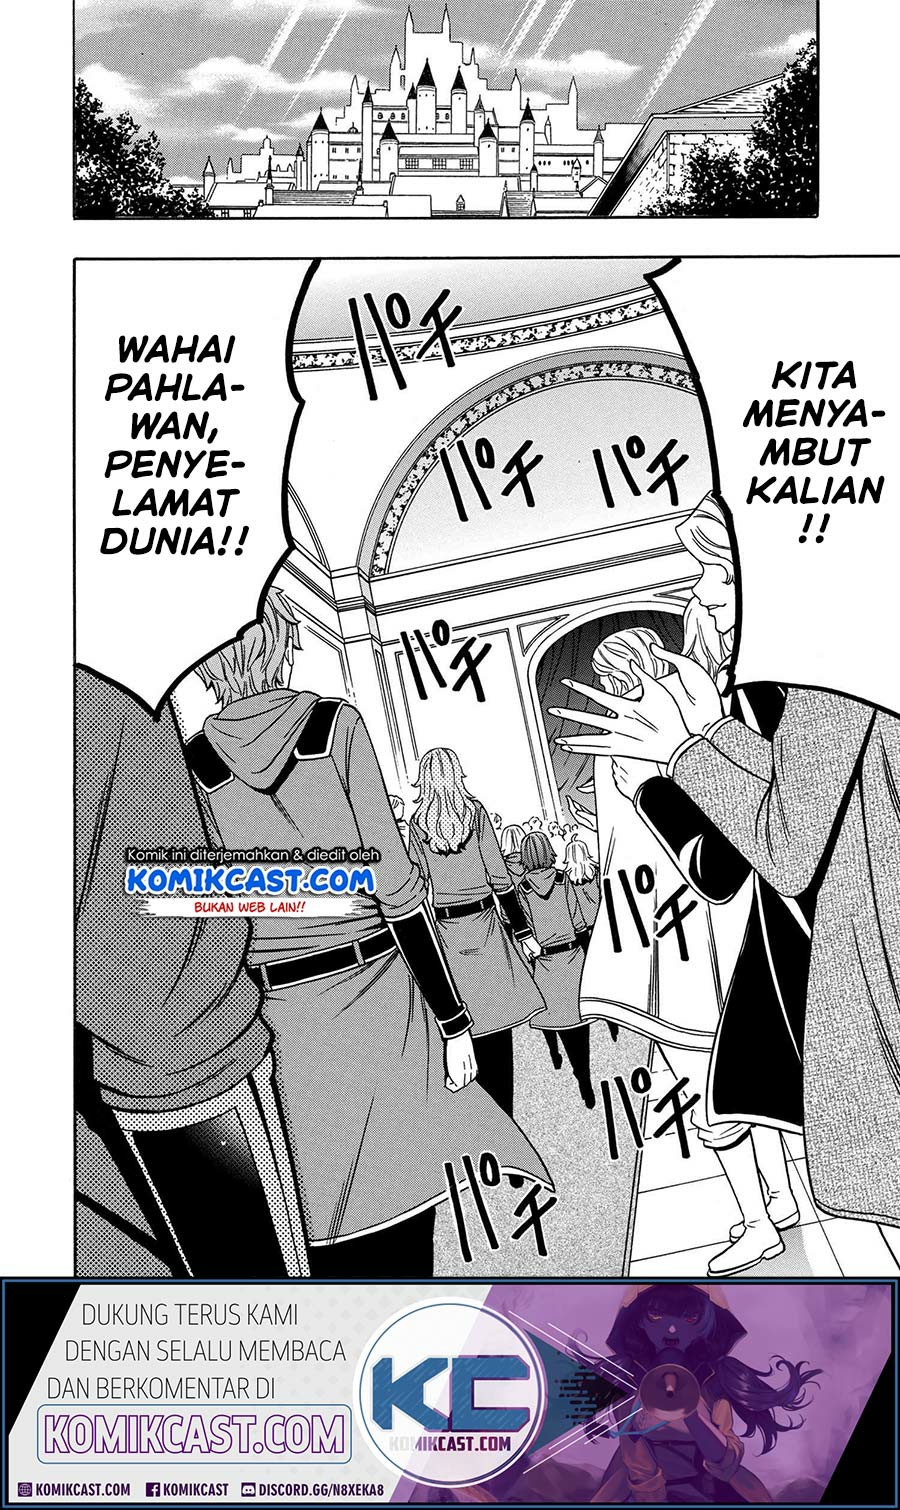 パチ
パチ
パチ
パチ
KITA
MENYA-
MBUT
KALIAN
!!
WAHAI
PAHLA-
WAN,
PENYE-
LAMAT
DUNIA!!
パチ
パチ
パチ
Komik ini diterjemahkan & diedit oleh
KOMIKCAST.COM
BUKAN WEB LAIN!!
DUKUNG TERUS KAMI
DENGAN SELALU MEMBACA
DAN BERKOMENTAR DI
KOMIKCAST.COM
KOMIKCAST.COM KOMIKCAST DISCORD.GG/N8XEKA8
KC
KOMIKCAST.COM